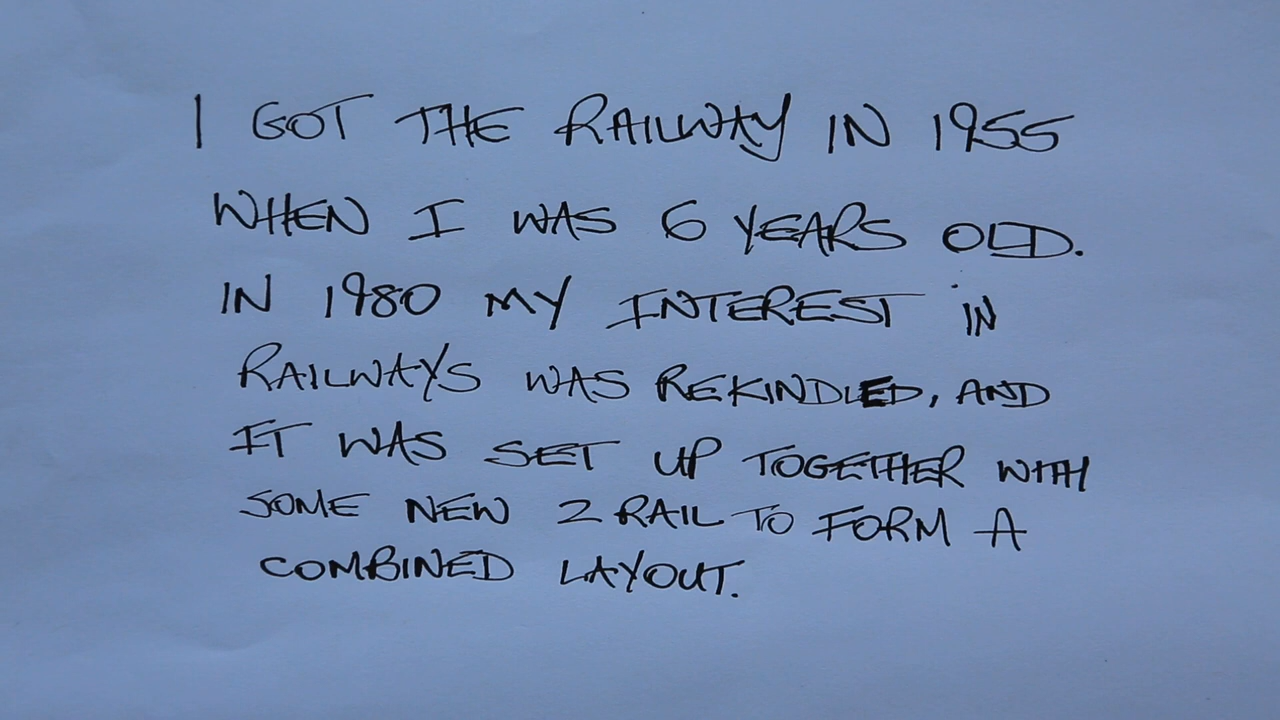 I GOT THE RAILWAY IN 1955
WHEN I WAS 6 YEARS OLD.
IN 1980 MY INTEREST IN
RAILWAYS WAS REKINDLED, AND
IT WAS SET UP TOGETHER WITH
SOME NEW 2 RAIL TO FORM A
COMBINED LAYOUT.